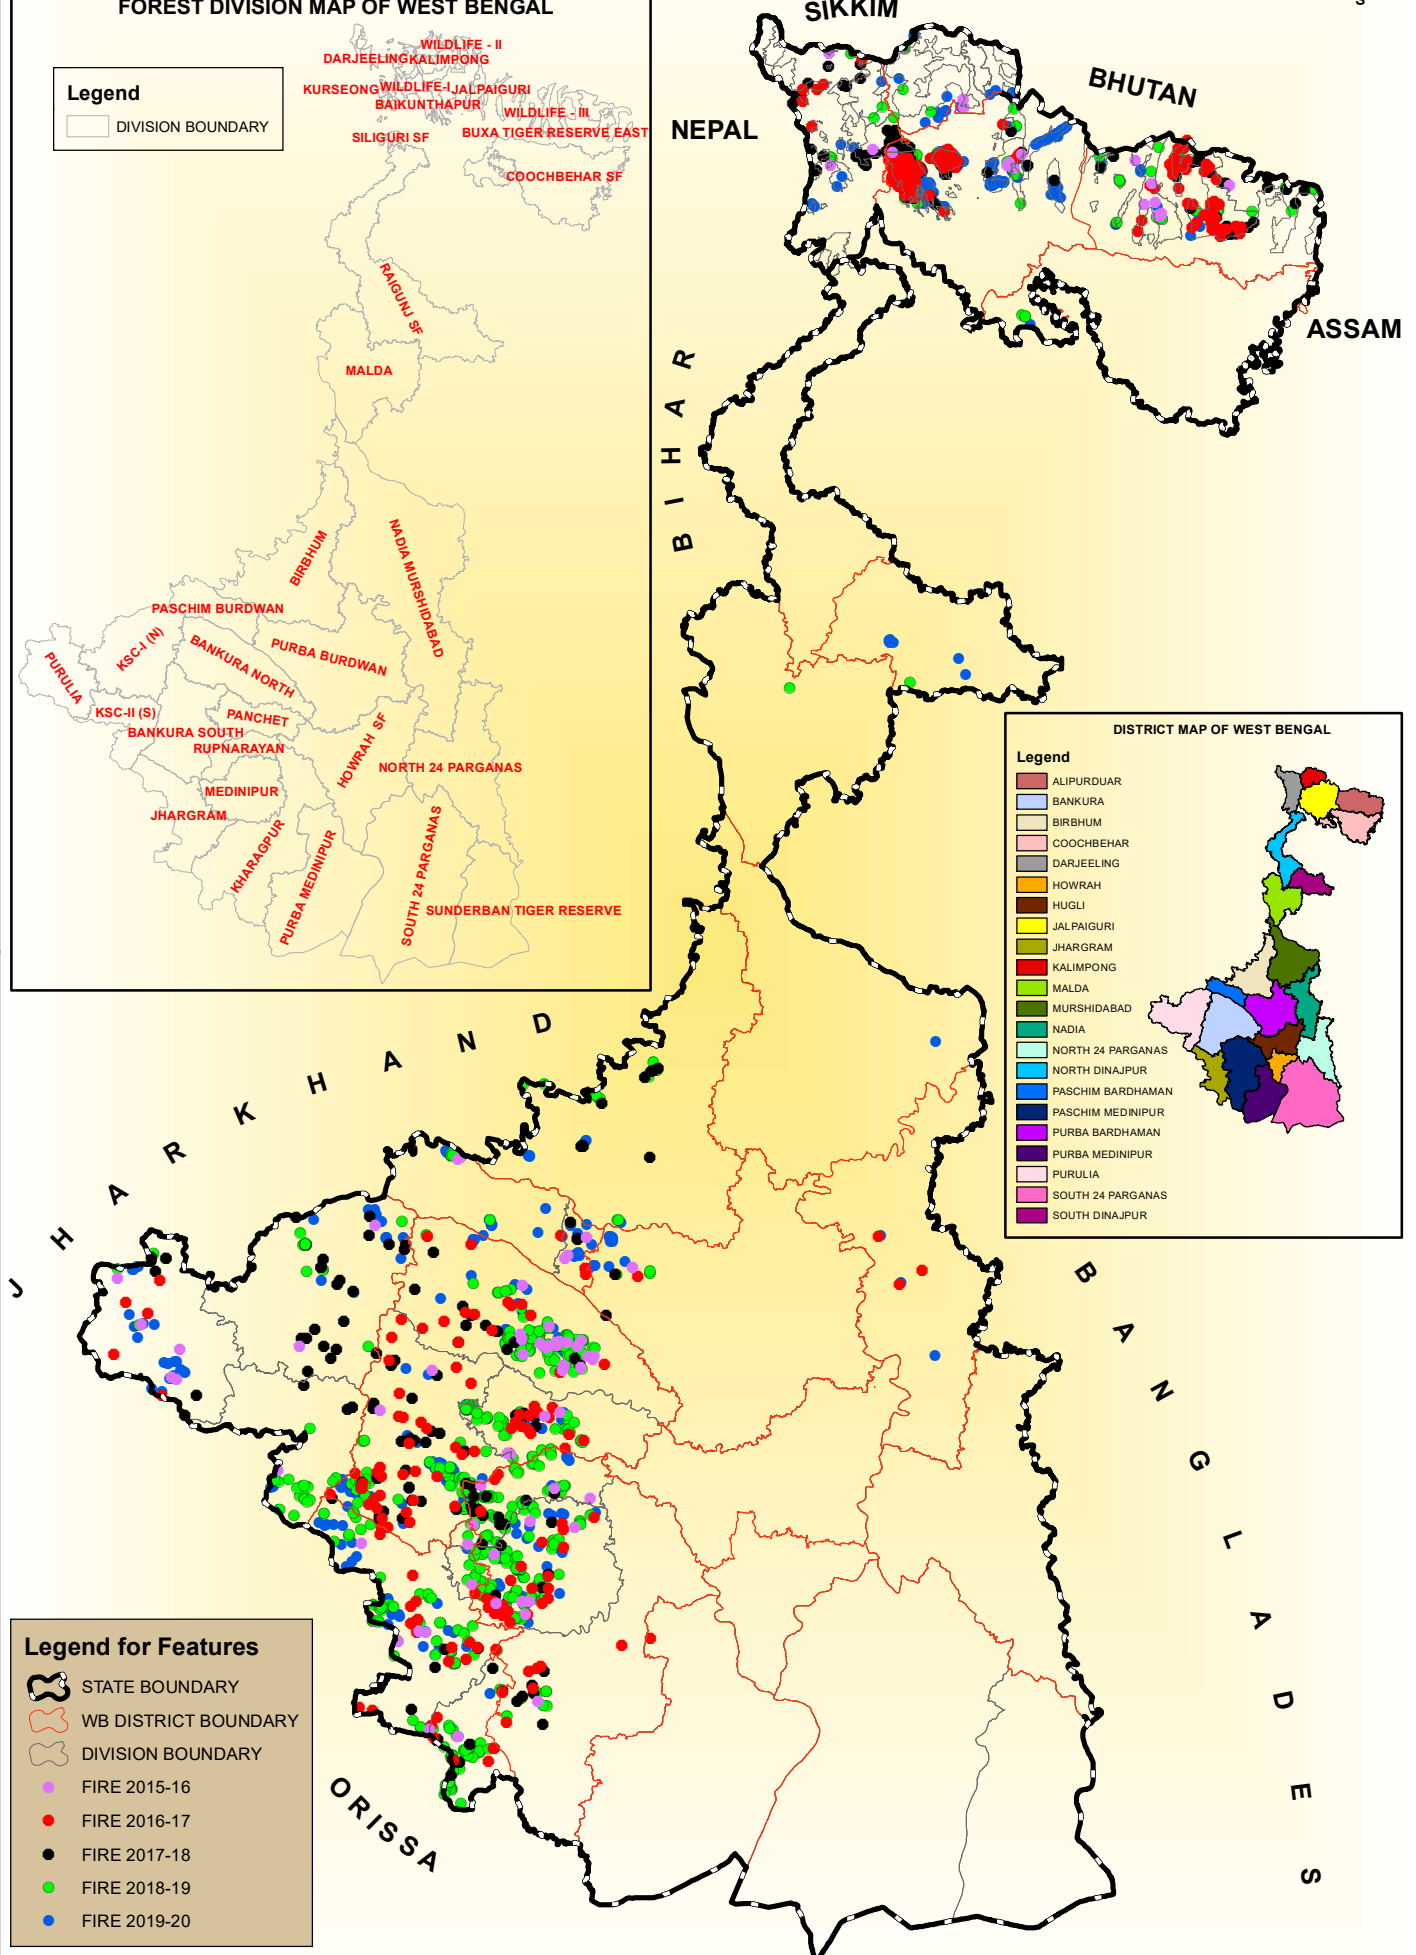 FOREST DIVISION MAP OF WEST BENGAL
Legend
DIVISION BOUNDARY
WILDLIFE - II
DARJEELING
KALIMPONG
KURSEONG
WILDLIFE-I
JALPAIGURI
BAIKUNTHAPUR
WILDLIFE - III
SILIGURI SF
BUXA TIGER RESERVE EAST
COOCHBEHAR SF
RAIGUNJ SF
MALDA
BIRBHUM
NADIA MURSHIDABAD
PASCHIM BURDWAN
KSC-I (N)
BANKURA NORTH
PURBA BURDWAN
PURULIA
KSC-II (S)
PANCHET
BANKURA SOUTH
RUPNARAYAN
HOWRAH SF
NORTH 24 PARGANAS
MEDINIPUR
JHARGRAM
KHARAGPUR
PURBA MEDINIPUR
SOUTH 24 PARGANAS
SUNDERBAN TIGER RESERVE
S
SIKKIM
BHUTAN
NEPAL
ASSAM
BIHAR
DISTRICT MAP OF WEST BENGAL
Legend
ALIPURDUAR
BANKURA
BIRBHUM
COOCHBEHAR
DARJEELING
HOWRAH
HUGLI
JALPAIGURI
JHARGRAM
KALIMPONG
MALDA
MURSHIDABAD
NADIA
NORTH 24 PARGANAS
NORTH DINAJPUR
PASCHIM BARDHAMAN
PASCHIM MEDINIPUR
PURBA BARDHAMAN
PURBA MEDINIPUR
PURULIA
SOUTH 24 PARGANAS
SOUTH DINAJPUR
JHARKHAND
BANGLADES
ORISSA
Legend for Features
STATE BOUNDARY
WB DISTRICT BOUNDARY
DIVISION BOUNDARY
FIRE 2015-16
FIRE 2016-17
FIRE 2017-18
FIRE 2018-19
FIRE 2019-20